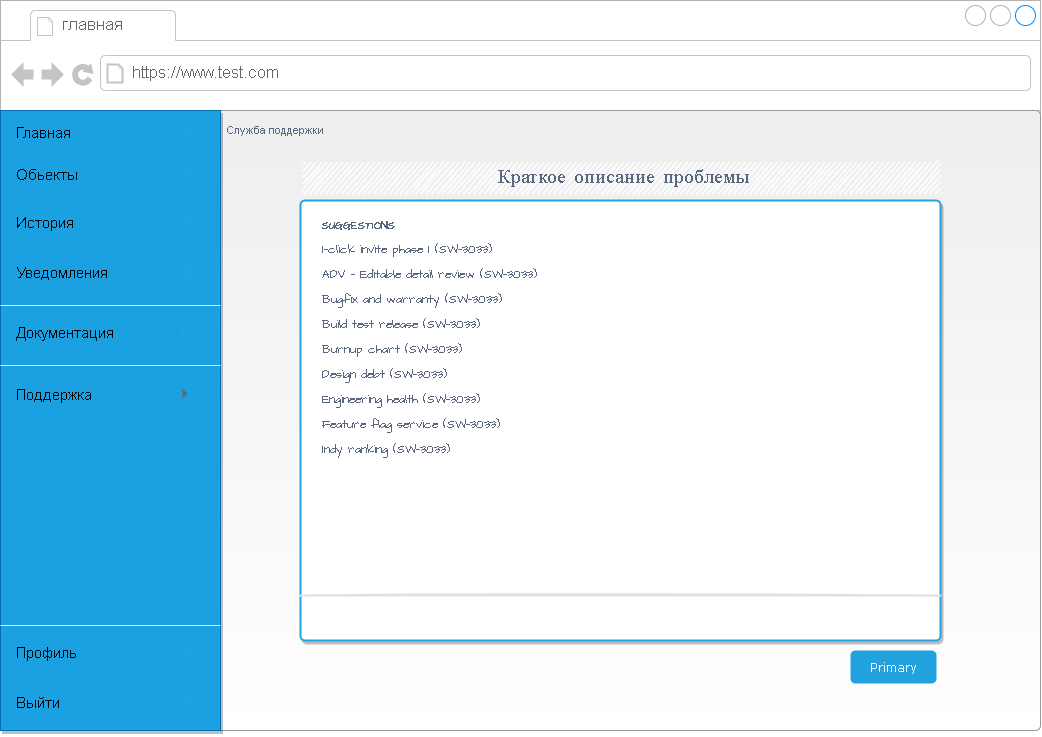 главная
https://www.test.com
Главная
Обьекты
История
Уведомления
Документация
Поддержка
Профиль
Выйти
Служба поддержки
Краткое описание проблемы
SUGGESTIONS
1-click invite phase 1 (SW-3033)
ADV - Editable detail review (SW-3033)
Bugfix and warranty (SW-3033)
Build test release (SW-3033)
Burnup chart (SW-3033)
Design debt (SW-3033)
Engineering health (SW-3033)
Feature flag service (SW-3033)
Indy ranking (SW-3033)
Primary